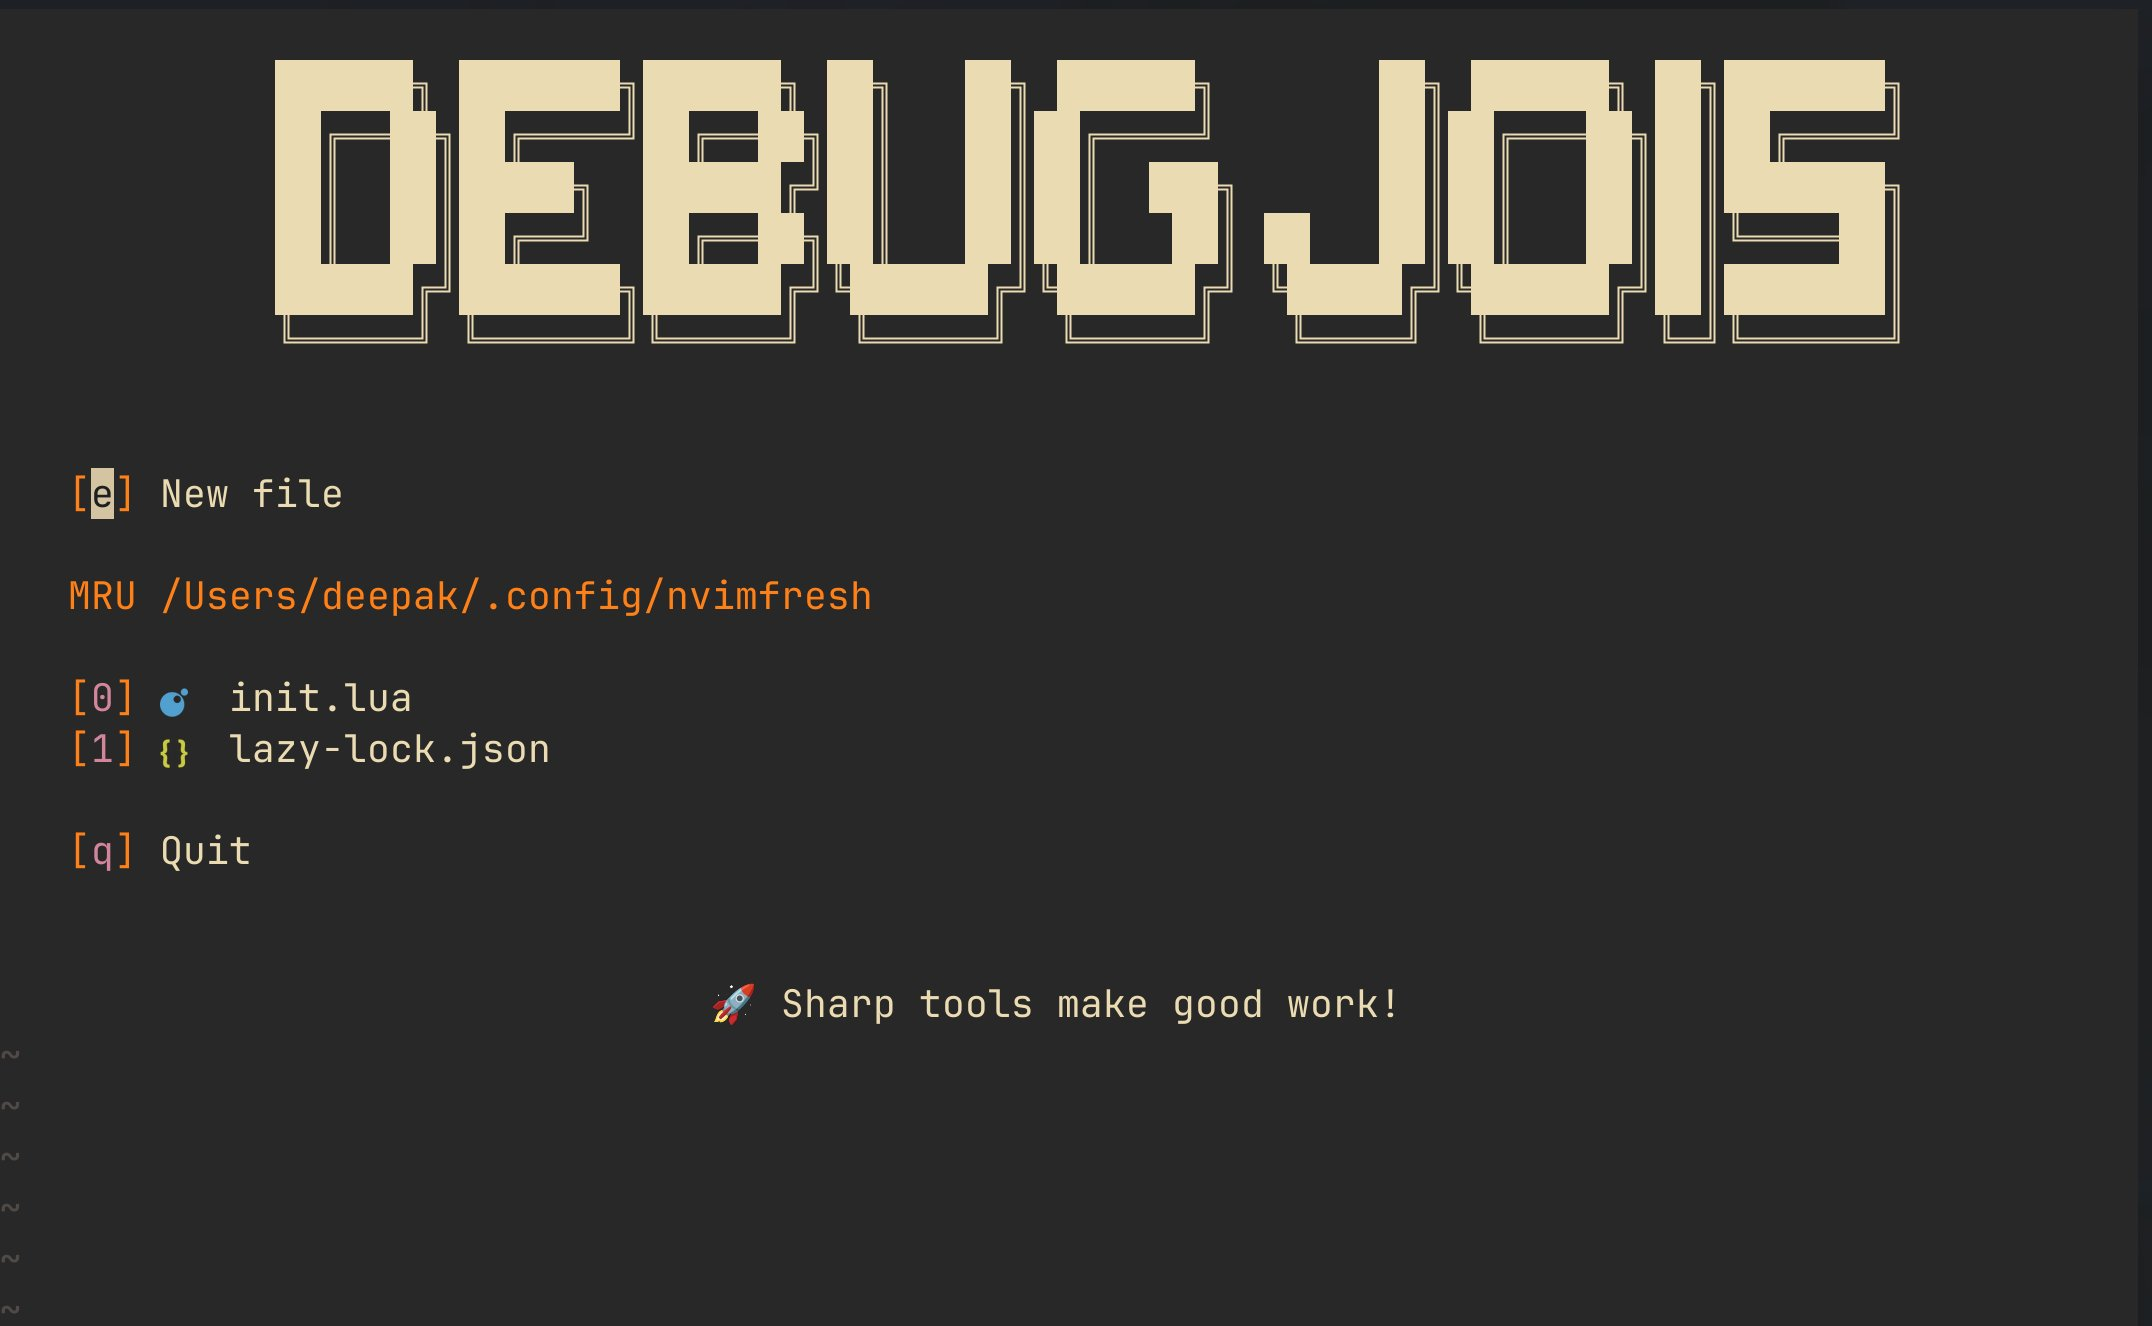 DEBUG JOIS
[e] New file
MRU /Users/deepak/.config/nvimfresh
[0] {} init.lua
[1] {} lazy-lock.json
[q] Quit
🚀 Sharp tools make good work!
~
~
~
~
~
~